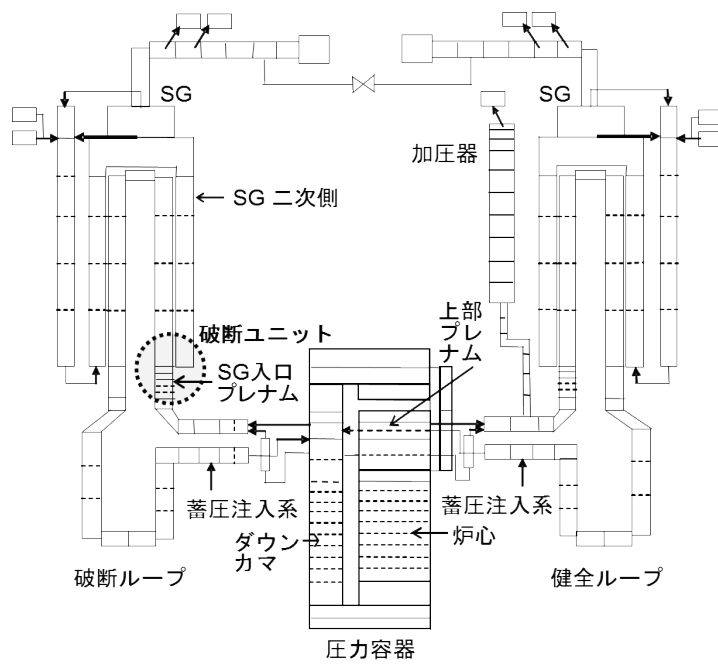 SG
SG
加圧器
SG 二次側
破断ユニット
上部
プレナム
SG入口
プレナム
蓄圧注入系
蓄圧注入系
ダウン
カマ
炉心
破断ループ
健全ループ
圧力容器